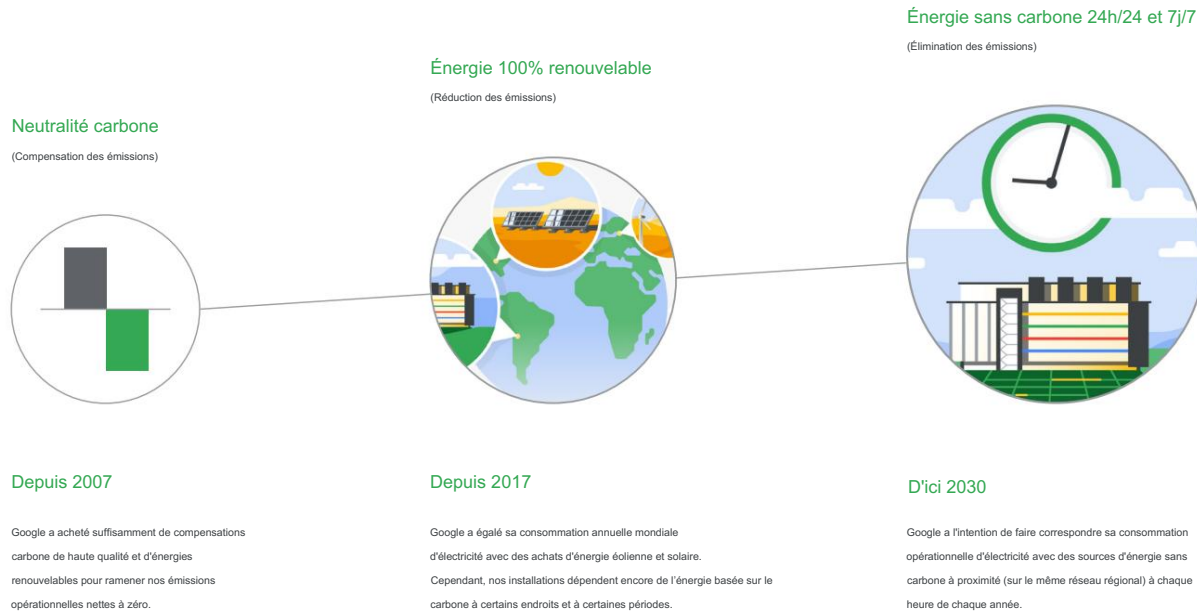 Neutralité carbone
(Compensation des émissions)
Énergie 100% renouvelable
(Réduction des émissions)
Énergie sans carbone 24h/24 et 7j/7
(Élimination des émissions)
Depuis 2007
Google a acheté suffisamment de compensations
carbone de haute qualité et d'énergies
renouvelables pour ramener nos émissions
opérationnelles nettes à zéro.
Depuis 2017
Google a égalé sa consommation annuelle mondiale
d'électricité avec des achats d'énergie éolienne et solaire.
Cependant, nos installations dépendent encore de l’énergie basée sur le
carbone à certains endroits et à certaines périodes.
D'ici 2030
Google a l'intention de faire correspondre sa consommation
opérationnelle d'électricité avec des sources d'énergie sans
carbone à proximité (sur le même réseau régional) à chaque
heure de chaque année.